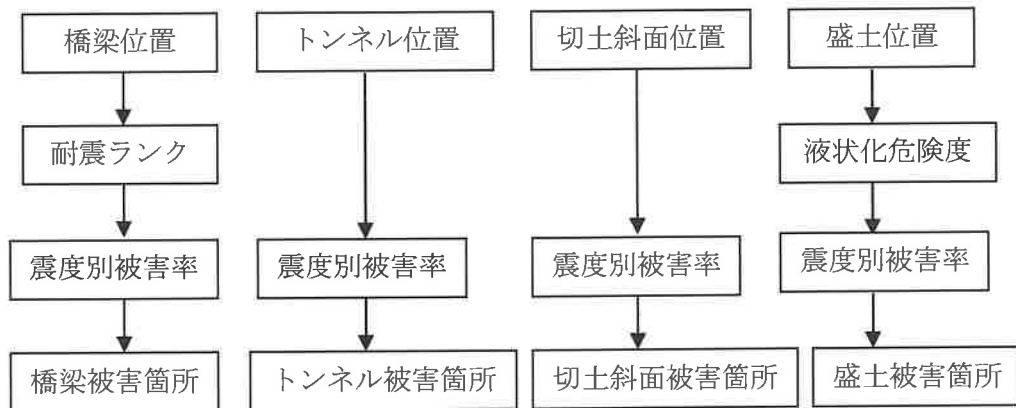 橋梁位置
トンネル位置
切土斜面位置
盛土位置
耐震ランク
液状化危険度
震度別被害率
震度別被害率
震度別被害率
震度別被害率
橋梁被害箇所
トンネル被害箇所
切土斜面被害箇所
盛土被害箇所